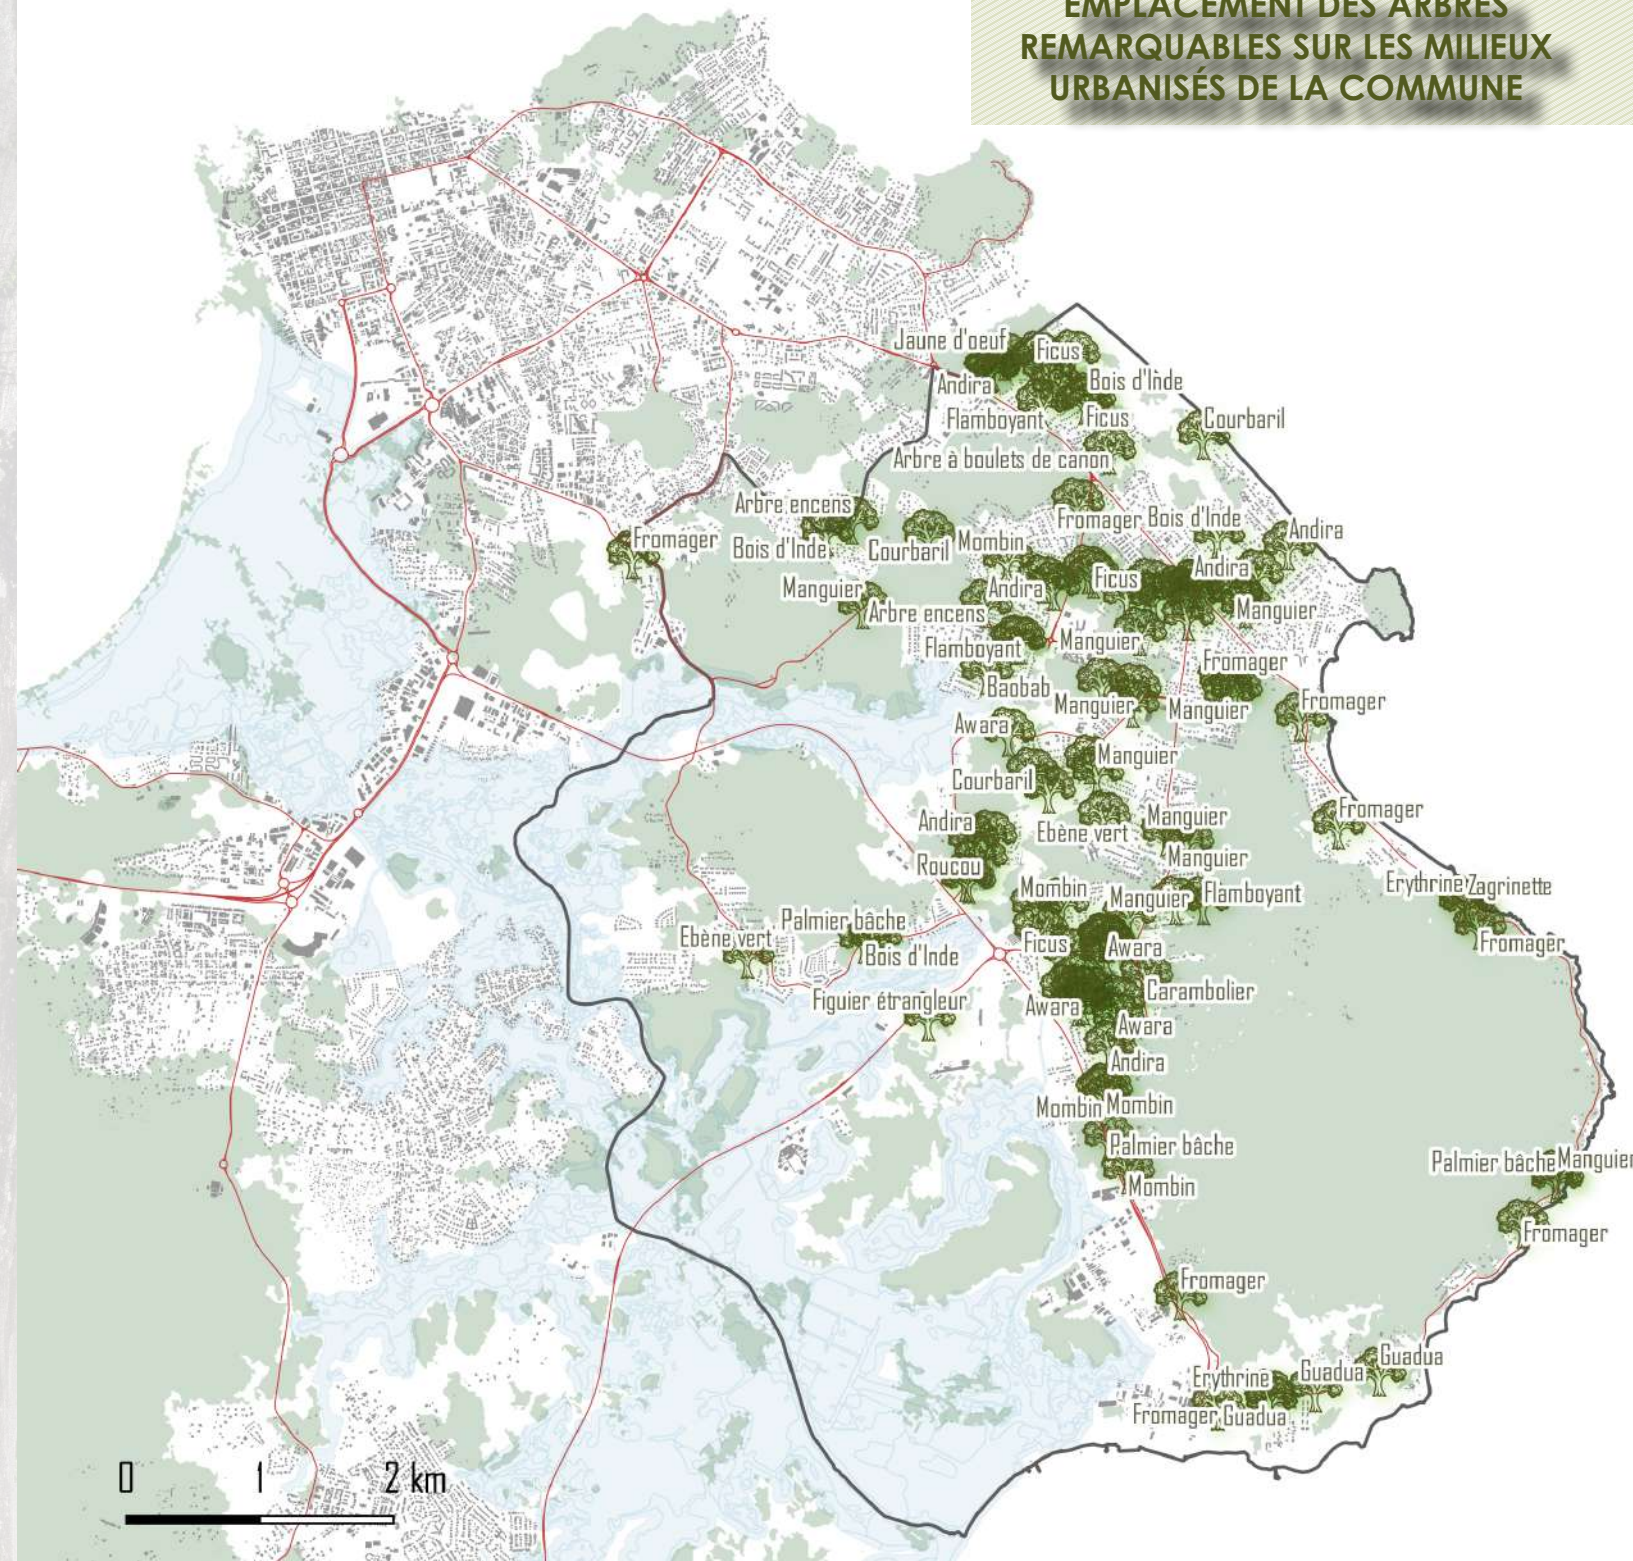 EMPLACEMENT DES ARBRES
REMARQUABLES SUR LES MILIEUX
URBANISÉS DE LA COMMUNE
Jaune d'oeuf
Ficus
Andira
Bois d'Inde
Flamboyant
Ficus
Courbaril
Arbre à boulets de canon
Arbre encens
Fromager
Bois d'Inde
Andira
Fromager
Bois d'Inde
Courbaril
Mombin
Andira
Manguier
Andira
Ficus
Arbre encens
Manguier
Flamboyant
Manguier
Fromager
Baobab
Manguier
Manguier
Fromager
Awara
Manguier
Courbaril
Andira
Ebène vert
Manguier
Fromager
Roucou
Manguier
Mombin
Manguier
Flamboyant
Erythrine
Zagrinette
Palmier bâche
Ebène vert
Bois d'Inde
Ficus
Awara
Fromager
Figuier étrangleur
Awara
Carambolier
Awara
Andira
Mombin
Mombin
Palmier bâche
Palmier bâche
Manguier
Mombin
Fromager
Fromager
Erythrine
Guadua
Guadua
Fromager
Guadua
0 1 2 km